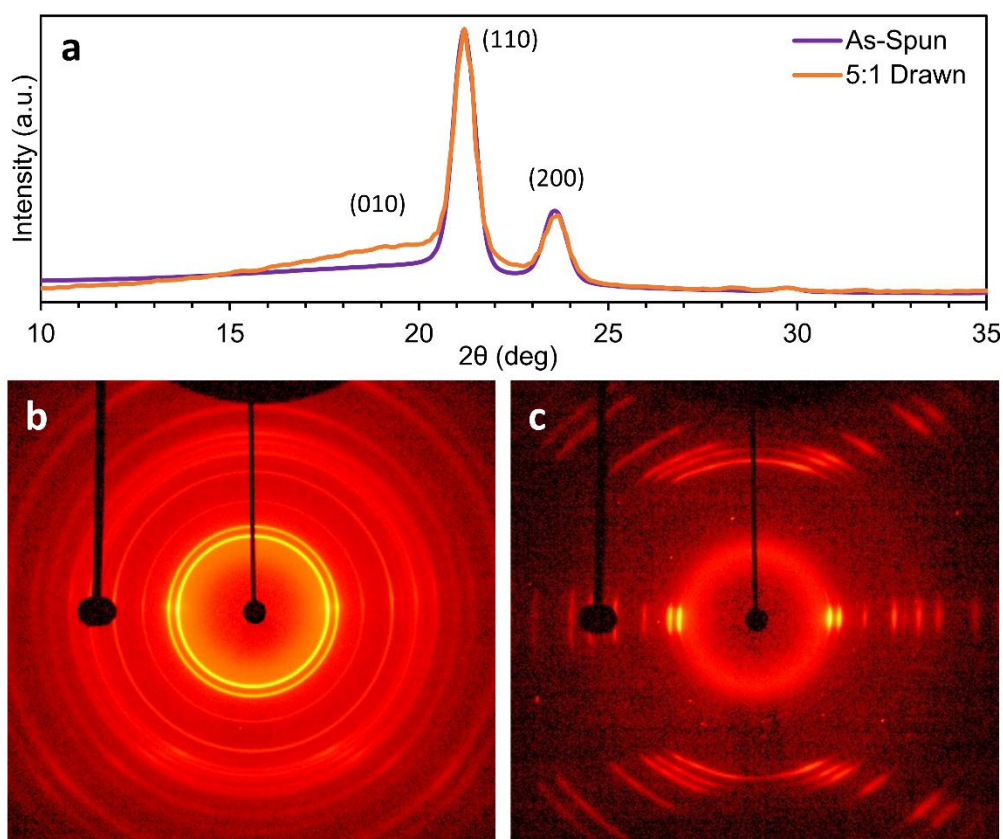 a
(110)
As-Spun
5:1 Drawn
(200)
(010)
Intensity (a.u.)
10 15 20 25 30 35
2θ (deg)
b
c